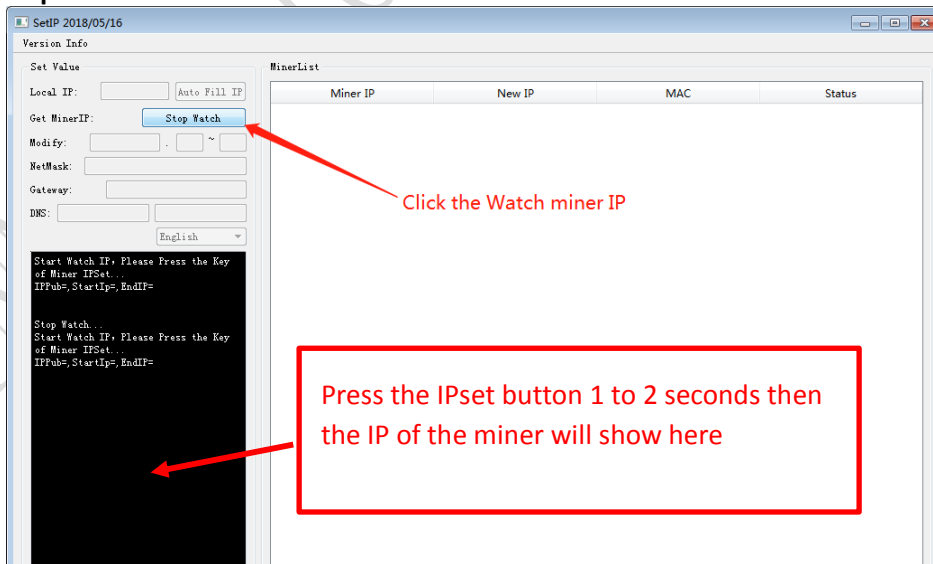 SetIP 2018/05/16
Version Info
Set Value
Local IP:
Auto Fill IP
Get MinerIP:
Stop Watch
Modify: . ~
NetMask:
Gateway:
DNS:
English
Start Watch IP, Please Press the Key
of Miner IPSet...
IPPub=,StartIp=,EndIP=
Stop Watch...
Start Watch IP, Please Press the Key
of Miner IPSet...
IPPub=,StartIp=,EndIP=
MinerList
Miner IP New IP MAC Status
Click the Watch miner IP
Press the IPset button 1 to 2 seconds then
the IP of the miner will show here